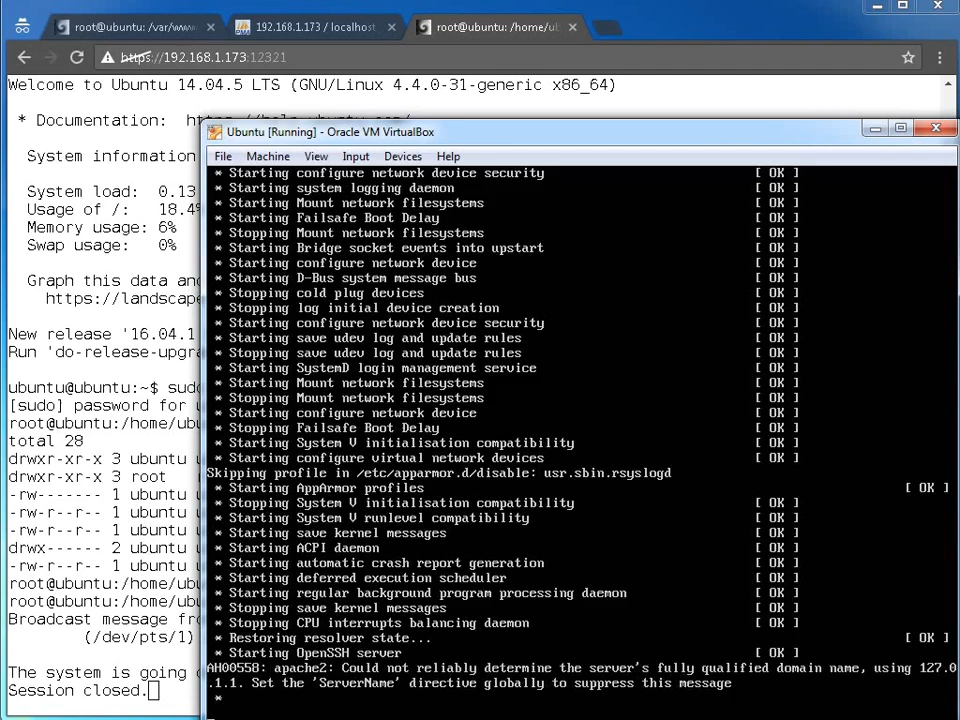 root@ubuntu: /var/ww
192.168.1.173 / localhost
root@ubuntu: /home/ub
https://192.168.1.173:12321
Welcome to Ubuntu 14.04.5 LTS (GNU/Linux 4.4.0-31-generic x86_64)
* Documentation: https://help.ubuntu.com/
System information
System load: 0.13
Usage of /: 18.4%
Memory usage: 6%
Swap usage: 0%
Graph this data and
https://landscape
New release '16.04.1
Run 'do-release-upgra
ubuntu@ubuntu:~$ sudo
[sudo] password for u
root@ubuntu:/home/ubu
total 28
drwxr-xr-x 3 ubuntu u
drwxr-xr-x 3 root
-rw------- 1 ubuntu u
-rw-r--r-- 1 ubuntu u
-rw-r--r-- 1 ubuntu u
drwx------ 2 ubuntu u
-rw-r--r-- 1 ubuntu u
root@ubuntu:/home/ubu
root@ubuntu:/home/ubu
Broadcast message fro
(/dev/pts/1)
The system is going d
Session closed.
Ubuntu [Running] - Oracle VM VirtualBox
File Machine View Input Devices Help
* Starting configure network device security [ OK ]
* Starting system logging daemon [ OK ]
* Starting Mount network filesystems [ OK ]
* Starting Failsafe Boot Delay [ OK ]
* Stopping Mount network filesystems [ OK ]
* Starting Bridge socket events into upstart [ OK ]
* Starting configure network device [ OK ]
* Starting D-Bus system message bus [ OK ]
* Stopping cold plug devices [ OK ]
* Stopping log initial device creation [ OK ]
* Starting configure network device security [ OK ]
* Starting save udev log and update rules [ OK ]
* Stopping save udev log and update rules [ OK ]
* Starting SystemD login management service [ OK ]
* Starting Mount network filesystems [ OK ]
* Stopping Mount network filesystems [ OK ]
* Starting configure network device [ OK ]
* Stopping Failsafe Boot Delay [ OK ]
* Starting System V initialisation compatibility [ OK ]
* Starting configure virtual network devices [ OK ]
Skipping profile in /etc/apparmor.d/disable: usr.sbin.rsyslogd
* Starting AppArmor profiles [ OK ]
* Stopping System V initialisation compatibility [ OK ]
* Starting System V runlevel compatibility [ OK ]
* Starting save kernel messages [ OK ]
* Starting ACPI daemon [ OK ]
* Starting automatic crash report generation [ OK ]
* Starting deferred execution scheduler [ OK ]
* Starting regular background program processing daemon [ OK ]
* Stopping save kernel messages [ OK ]
* Stopping CPU interrupts balancing daemon [ OK ]
* Restoring resolver state... [ OK ]
* Starting OpenSSH server [ OK ]
AH00558: apache2: Could not reliably determine the server's fully qualified domain name, using 127.0
.1.1. Set the 'ServerName' directive globally to suppress this message
*